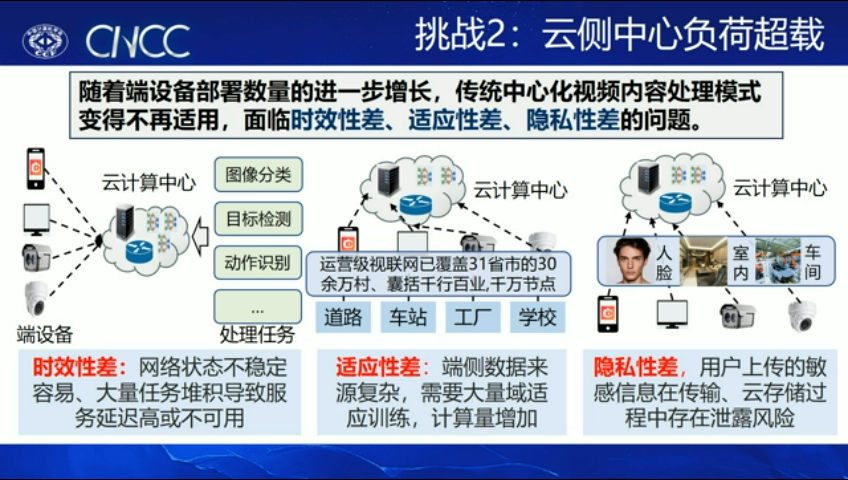 CCF
CNCC
挑战2：云侧中心负荷超载
随着端设备部署数量的进一步增长，传统中心化视频内容处理模式
变得不再适用，面临时效性差、适应性差、隐私性差的问题。
云计算中心
端设备
图像分类
目标检测
动作识别
...
处理任务
云计算中心
运营级视联网已覆盖31省市的30
余万村、囊括千行百业,千万节点
道路
车站
工厂
学校
云计算中心
人脸
室内
车间
时效性差：网络状态不稳定
容易、大量任务堆积导致服
务延迟高或不可用
适应性差：端侧数据来
源复杂，需要大量域适
应训练，计算量增加
隐私性差，用户上传的敏
感信息在传输、云存储过
程中存在泄露风险